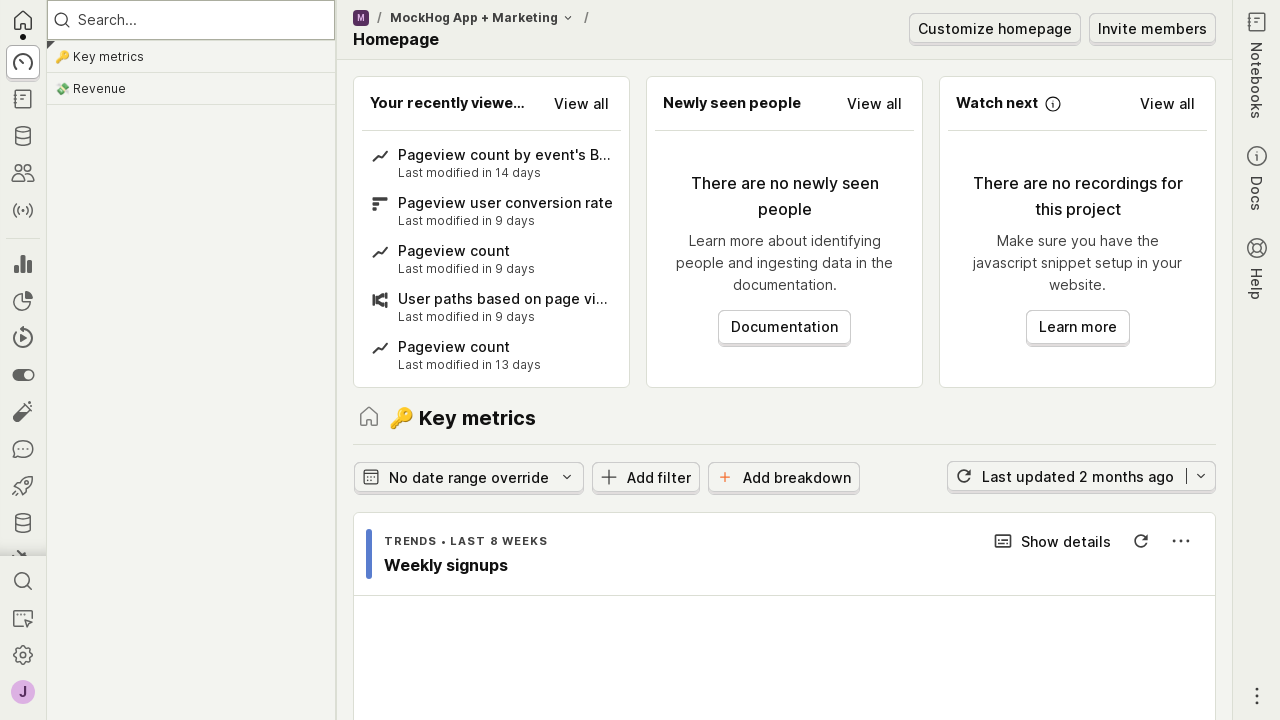 Search...
🔑 Key metrics
💸 Revenue
J
M / MockHog App + Marketing /
Homepage
Customize homepage
Invite members
Your recently viewe...
View all
Pageview count by event's B...
Last modified in 14 days
Pageview user conversion rate
Last modified in 9 days
Pageview count
Last modified in 9 days
User paths based on page vi...
Last modified in 9 days
Pageview count
Last modified in 13 days
Newly seen people
View all
There are no newly seen
people
Learn more about identifying
people and ingesting data in the
documentation.
Documentation
Watch next
View all
There are no recordings for
this project
Make sure you have the
javascript snippet setup in your
website.
Learn more
🔑 Key metrics
No date range override
Add filter
Add breakdown
Last updated 2 months ago
TRENDS • LAST 8 WEEKS
Weekly signups
Show details
Notebooks
Docs
Help